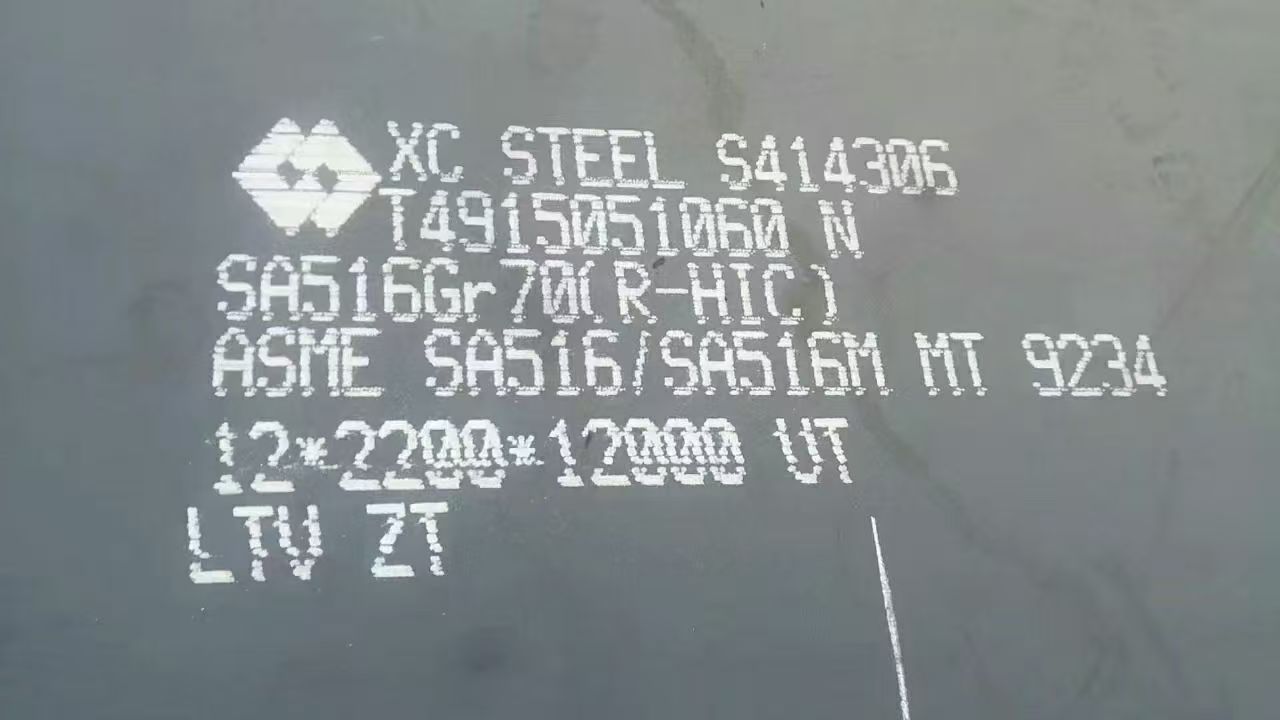 XC STEEL S414306
T4915051060 N
SA516Gr70(R-HIC)
ASME SA516/SA516M MT 9234
12*2200*12000 UT
LTV ZT